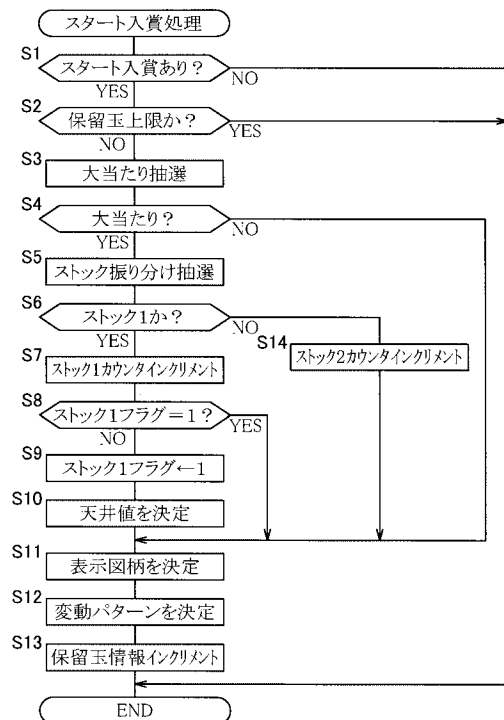 スタート入賞処理
S1
スタート入賞あり?
NO
YES
S2
保留玉上限か?
YES
NO
S3
大当たり抽選
S4
大当たり?
NO
YES
S5
ストック振り分け抽選
S6
ストック1か?
NO
YES
S14
ストック2カウンタインクリメント
S7
ストック1カウンタインクリメント
S8
ストック1フラグ=1?
YES
NO
S9
ストック1フラグ←1
S10
天井値を決定
S11
表示図柄を決定
S12
変動パターンを決定
S13
保留玉情報インクリメント
END